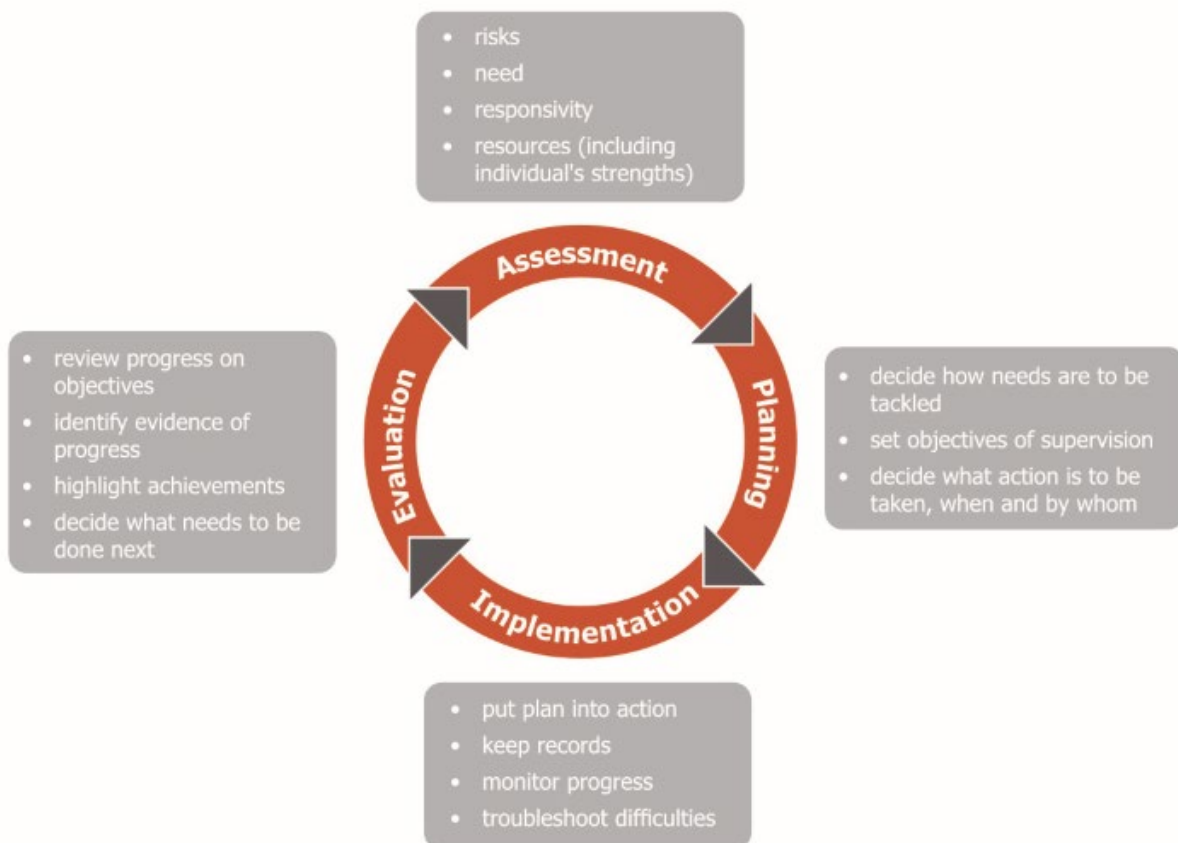 • risks
• need
• responsivity
• resources (including
individual's strengths)
Assessment
• review progress on
objectives
• identify evidence of
progress
• highlight achievements
• decide what needs to be
done next
Evaluation
Planning
• decide how needs are to be
tackled
• set objectives of supervision
• decide what action is to be
taken, when and by whom
Implementation
• put plan into action
• keep records
• monitor progress
• troubleshoot difficulties